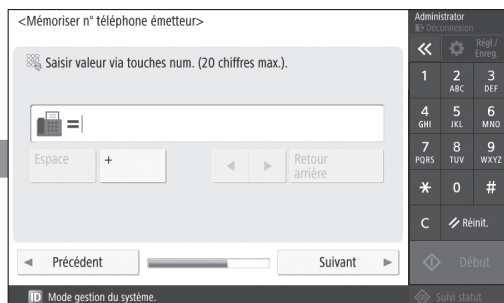 <Mémoriser n° téléphone émetteur>
Saisir valeur via touches num. (20 chiffres max.).
=
Espace
+
Retour
arrière
Précédent
Suivant
ID Mode gestion du système.
Administrator
Déconnexion
Régl./
Enreg.
1 2 3
ABC DEF
4 5 6
GHI JKL MNO
7 8 9
PQRS TUV WXYZ
* 0 #
C Réinit.
Début
Suivi statut